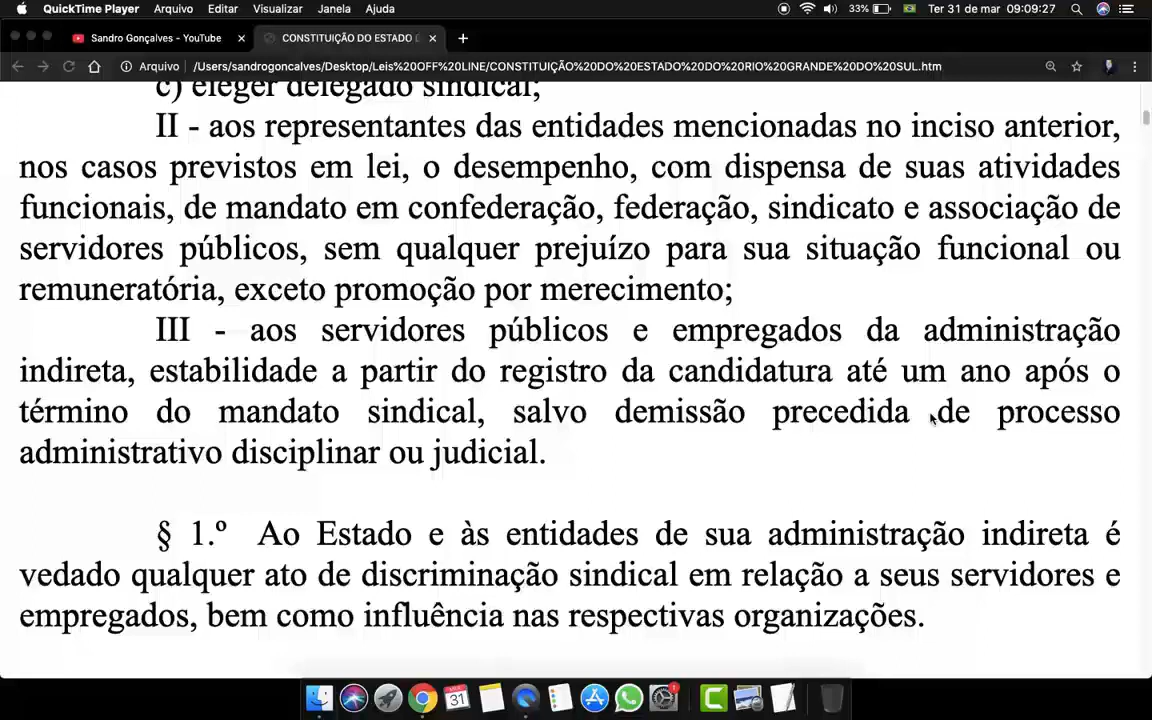 QuickTime Player Arquivo Editar Visualizar Janela Ajuda 33% Ter 31 de mar 09:09:27
Sandro Gonçalves - YouTube CONSTITUIÇÃO DO ESTADO
Arquivo /Users/sandrogoncalves/Desktop/Leis%20OFF%20LINE/CONSTITUIÇÃO%20DO%20ESTADO%20DO%20RIO%20GRANDE%20DO%20SUL.htm
c) eleger delegado sindical;
II - aos representantes das entidades mencionadas no inciso anterior,
nos casos previstos em lei, o desempenho, com dispensa de suas atividades
funcionais, de mandato em confederação, federação, sindicato e associação de
servidores públicos, sem qualquer prejuízo para sua situação funcional ou
remuneratória, exceto promoção por merecimento;
III - aos servidores públicos e empregados da administração
indireta, estabilidade a partir do registro da candidatura até um ano após o
término do mandato sindical, salvo demissão precedida de processo
administrativo disciplinar ou judicial.
§ 1.º Ao Estado e às entidades de sua administração indireta é
vedado qualquer ato de discriminação sindical em relação a seus servidores e
empregados, bem como influência nas respectivas organizações.
31
1